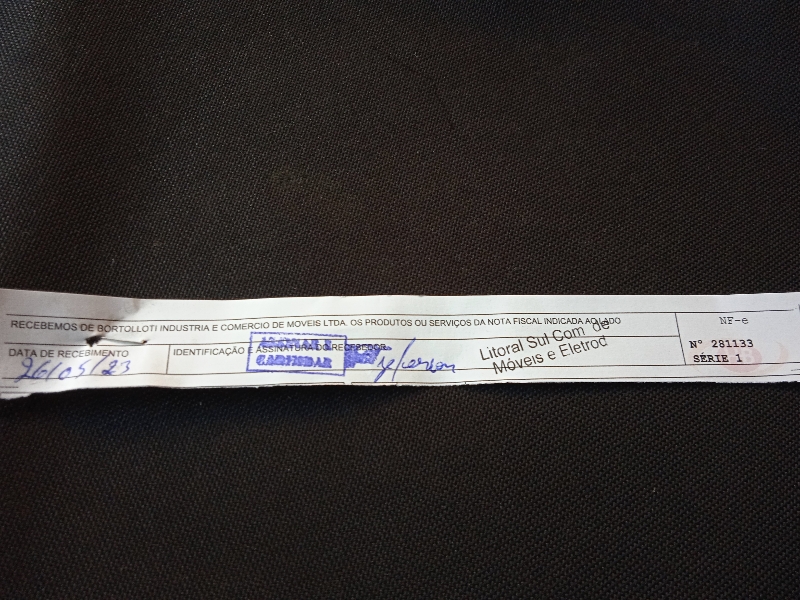 RECEBEMOS DE BORTOLLOTI INDUSTRIA E COMERCIO DE MOVEIS LTDA. OS PRODUTOS OU SERVIÇOS DA NOTA FISCAL INDICADA AO LADO
NF-e
DATA DE RECEBIMENTO
26/05/23
IDENTIFICAÇÃO E ASSINATURA DO RECEBEDOR
Litoral Sul Com de
Móveis e Eletrod
Nº 281133
SÉRIE 1